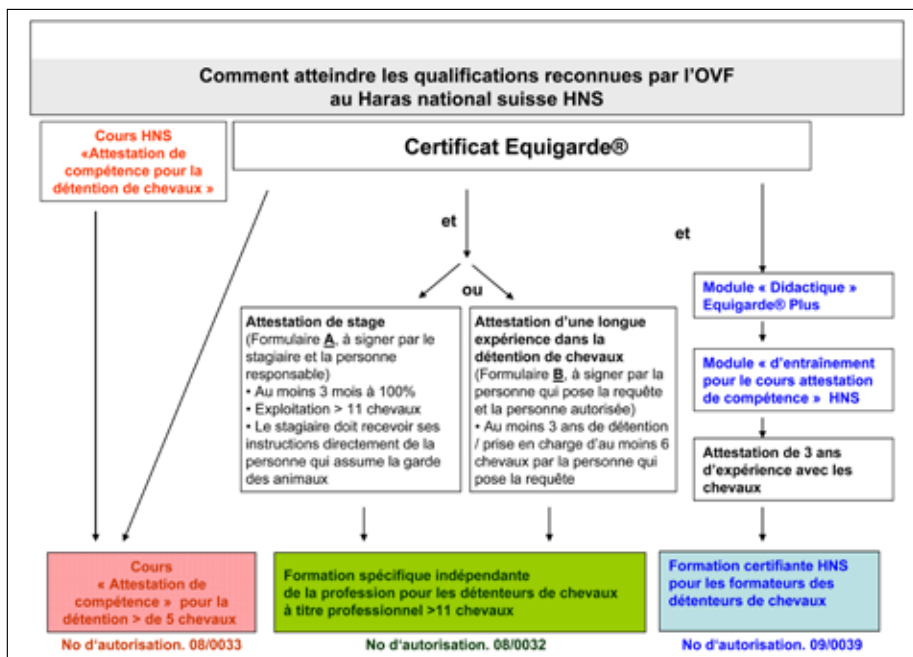 Comment atteindre les qualifications reconnues par l'OVF
au Haras national suisse HNS
Cours HNS
«Attestation de
compétence pour la
détention de chevaux »
Certificat Equigarde®
et
et
ou
Attestation de stage
(Formulaire A, à signer par le
stagiaire et la personne
responsable)
• Au moins 3 mois à 100%
• Exploitation > 11 chevaux
• Le stagiaire doit recevoir ses
instructions directement de la
personne qui assume la garde
des animaux
Attestation d'une longue
expérience dans la
détention de chevaux
(Formulaire B, à signer par la
personne qui pose la requête
et la personne autorisée)
• Au moins 3 ans de détention
/ prise en charge d'au moins 6
chevaux par la personne qui
pose la requête
Module « Didactique »
Equigarde® Plus
Module « d'entraînement
pour le cours attestation
de compétence » HNS
Attestation de 3 ans
d'expérience avec les
chevaux
Cours
« Attestation de
compétence » pour la
détention > de 5 chevaux
Formation spécifique indépendante
de la profession pour les détenteurs de chevaux
à titre professionnel >11 chevaux
Formation certifiante HNS
pour les formateurs des
détenteurs de chevaux
No d'autorisation. 08/0033
No d'autorisation. 08/0032
No d'autorisation. 09/0039